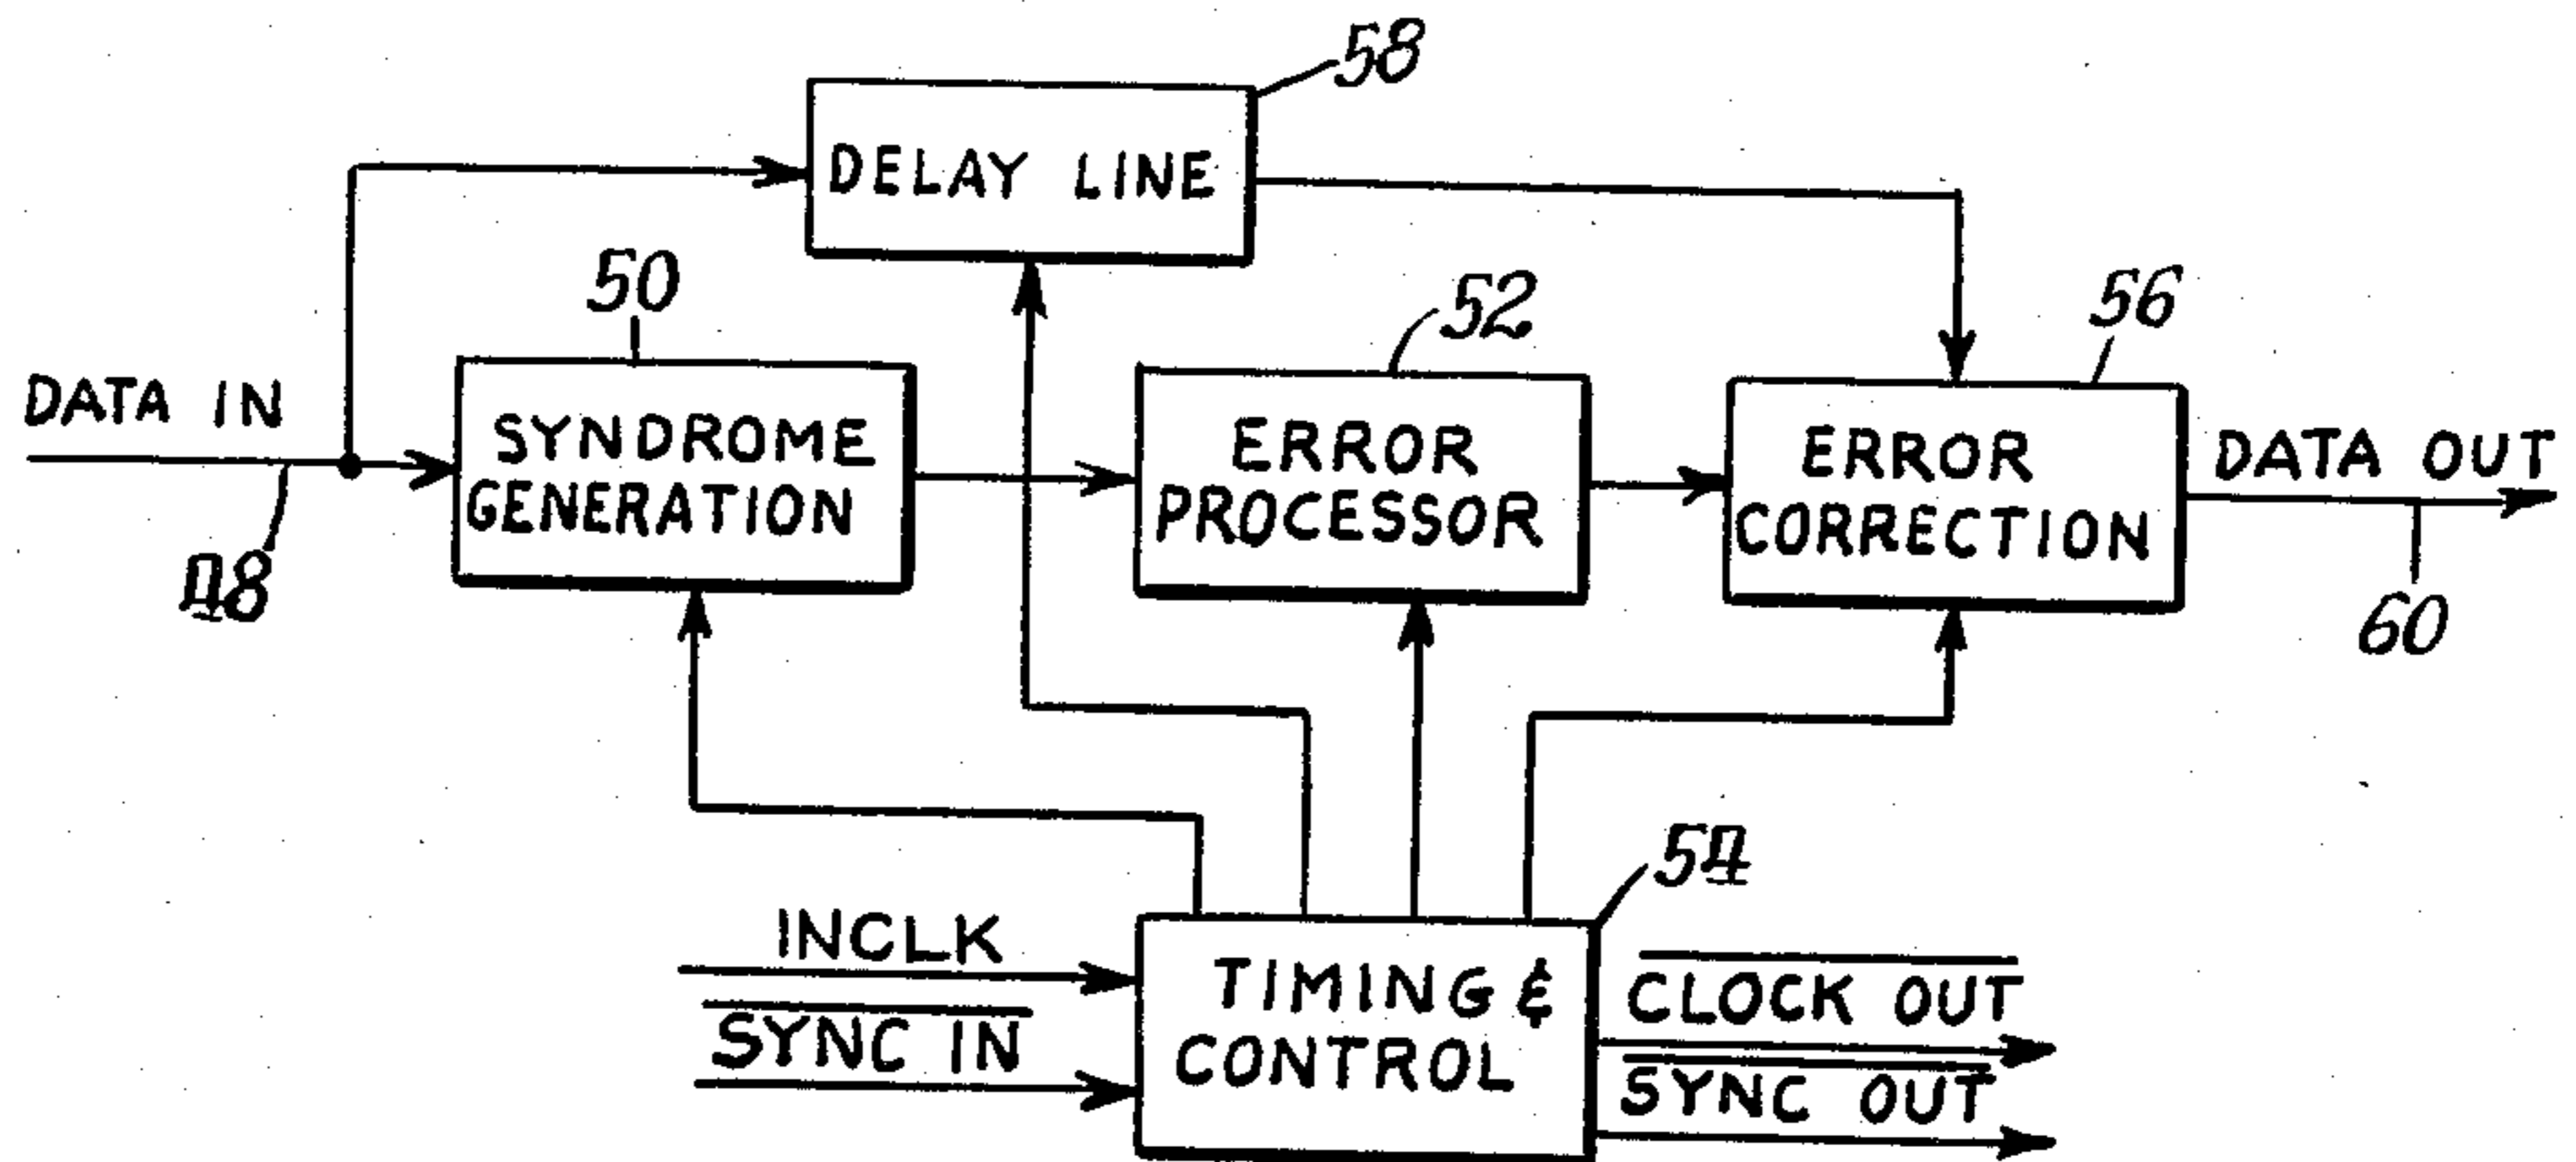 58
DELAY LINE
50
52
56
DATA IN
SYNDROME
GENERATION
ERROR
PROCESSOR
ERROR
CORRECTION
DATA OUT
48
60
54
INCLK
SYNC IN
TIMING &
CONTROL
CLOCK OUT
SYNC OUT